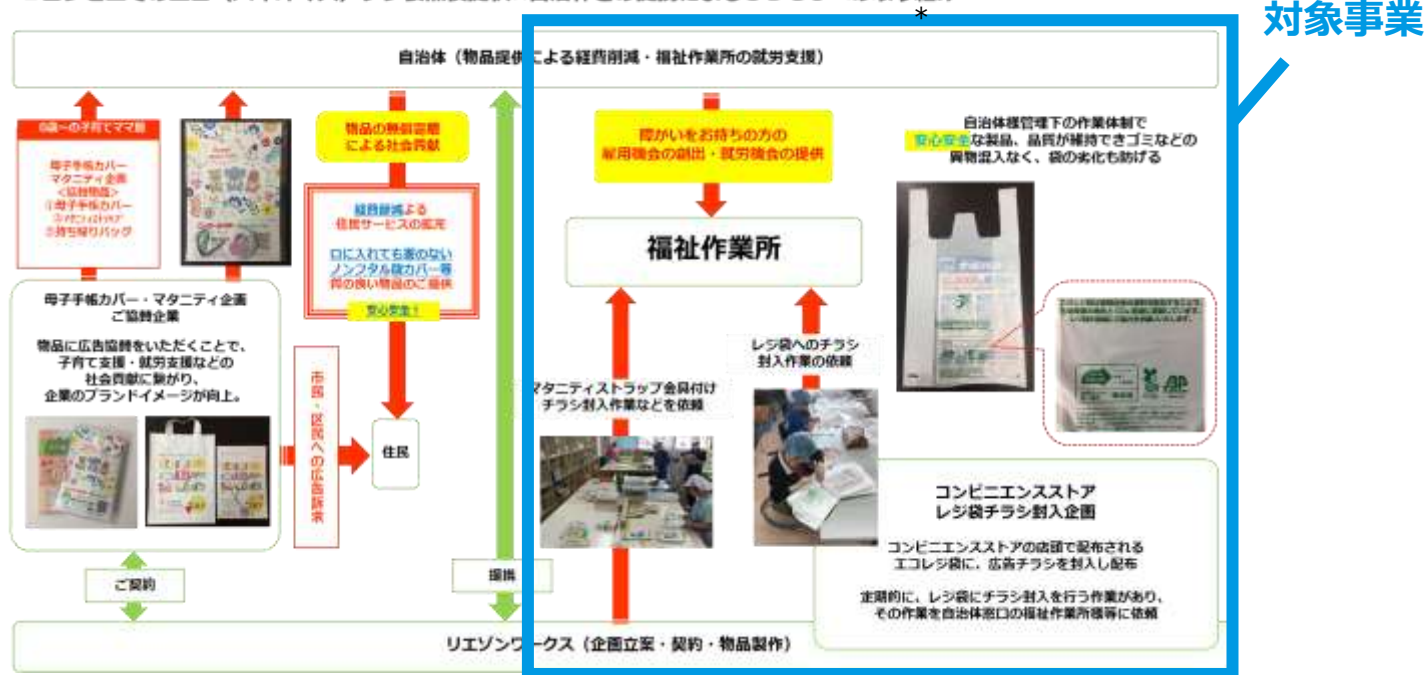 対象事業
*
自治体（物品提供による経費削減・福祉作業所の就労支援）
0歳～の子育てママ層
母子手帳カバー
マタニティ企画
＜協賛物品＞
①母子手帳カバー
③持ち帰りバッグ
物品の無償寄贈
による社会貢献
経費削減よる
住民サービスの拡充
口に入れても害のない
ノンフタル酸カバー等
質の良い物品のご提供
安心安全！
障がいをお持ちの方の
雇用機会の創出・就労機会の提供
自治体様管理下の作業体制で
安心安全な製品、品質が維持できゴミなどの
異物混入なく、袋の劣化も防げる
福祉作業所
母子手帳カバー・マタニティ企画
ご協賛企業
物品に広告協賛をいただくことで、
子育て支援・就労支援などの
社会貢献に繋がり、
企業のブランドイメージが向上。
市民・区民への広告訴求
住民
マタニティストラップ金具付け
チラシ封入作業などを依頼
レジ袋へのチラシ
封入作業の依頼
コンビニエンスストア
レジ袋チラシ封入企画
コンビニエンスストアの店頭で配布される
エコレジ袋に、広告チラシを封入し配布
定期的に、レジ袋にチラシ封入を行う作業があり、
その作業を自治体窓口の福祉作業所様等に依頼
ご契約
提携
リエゾンワークス（企画立案・契約・物品製作）